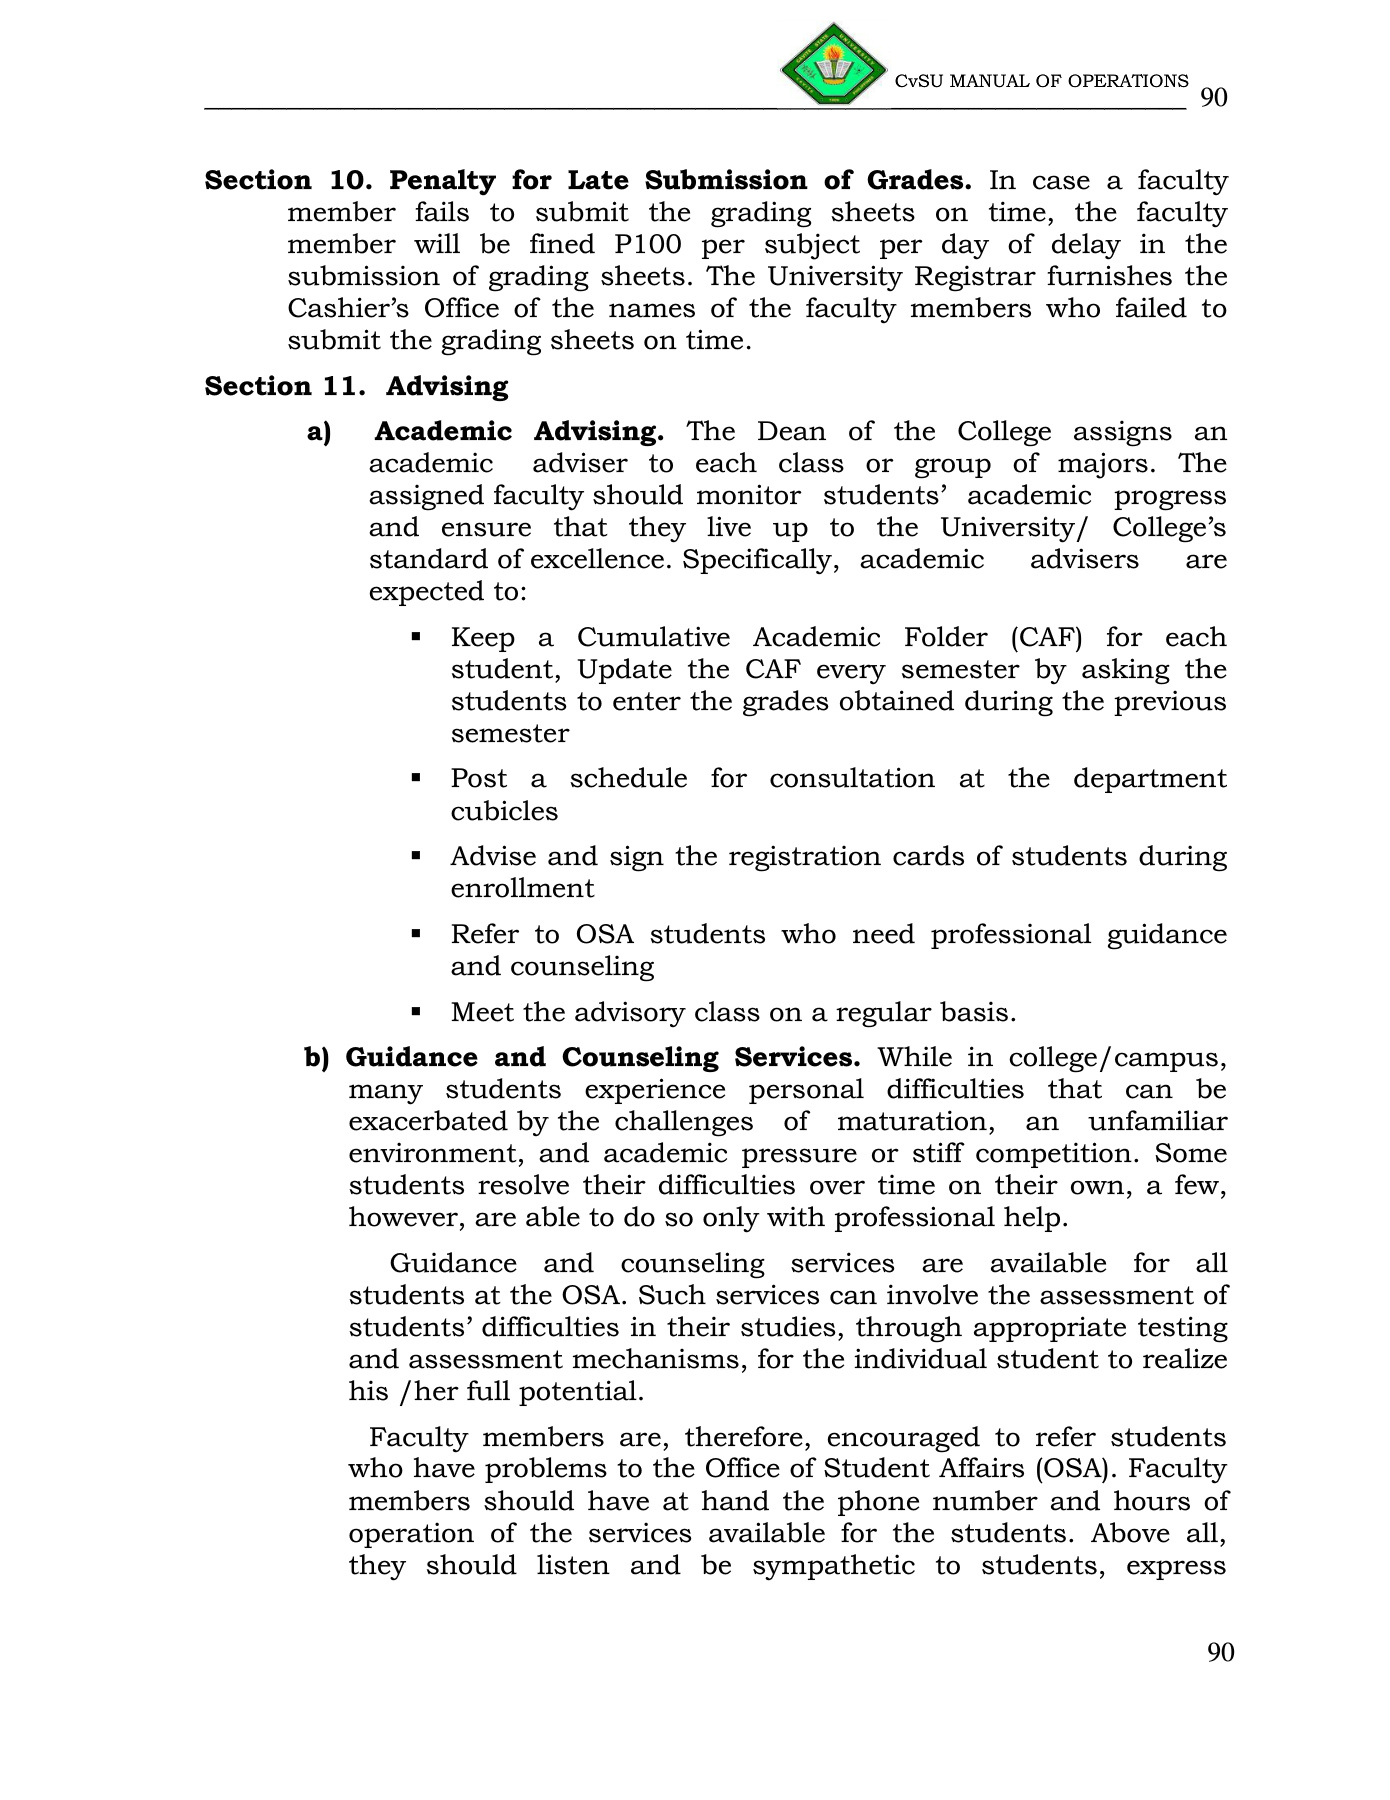 CvSU MANUAL OF OPERATIONS 90
Section 10. Penalty for Late Submission of Grades. In case a faculty
member fails to submit the grading sheets on time, the faculty
member will be fined P100 per subject per day of delay in the
submission of grading sheets. The University Registrar furnishes the
Cashier’s Office of the names of the faculty members who failed to
submit the grading sheets on time.
Section 11. Advising
a) Academic Advising. The Dean of the College assigns an
academic adviser to each class or group of majors. The
assigned faculty should monitor students’ academic progress
and ensure that they live up to the University/ College’s
standard of excellence. Specifically, academic advisers are
expected to:
▪ Keep a Cumulative Academic Folder (CAF) for each
student, Update the CAF every semester by asking the
students to enter the grades obtained during the previous
semester
▪ Post a schedule for consultation at the department
cubicles
▪ Advise and sign the registration cards of students during
enrollment
▪ Refer to OSA students who need professional guidance
and counseling
▪ Meet the advisory class on a regular basis.
b) Guidance and Counseling Services. While in college/campus,
many students experience personal difficulties that can be
exacerbated by the challenges of maturation, an unfamiliar
environment, and academic pressure or stiff competition. Some
students resolve their difficulties over time on their own, a few,
however, are able to do so only with professional help.
Guidance and counseling services are available for all
students at the OSA. Such services can involve the assessment of
students’ difficulties in their studies, through appropriate testing
and assessment mechanisms, for the individual student to realize
his /her full potential.
Faculty members are, therefore, encouraged to refer students
who have problems to the Office of Student Affairs (OSA). Faculty
members should have at hand the phone number and hours of
operation of the services available for the students. Above all,
they should listen and be sympathetic to students, express
90